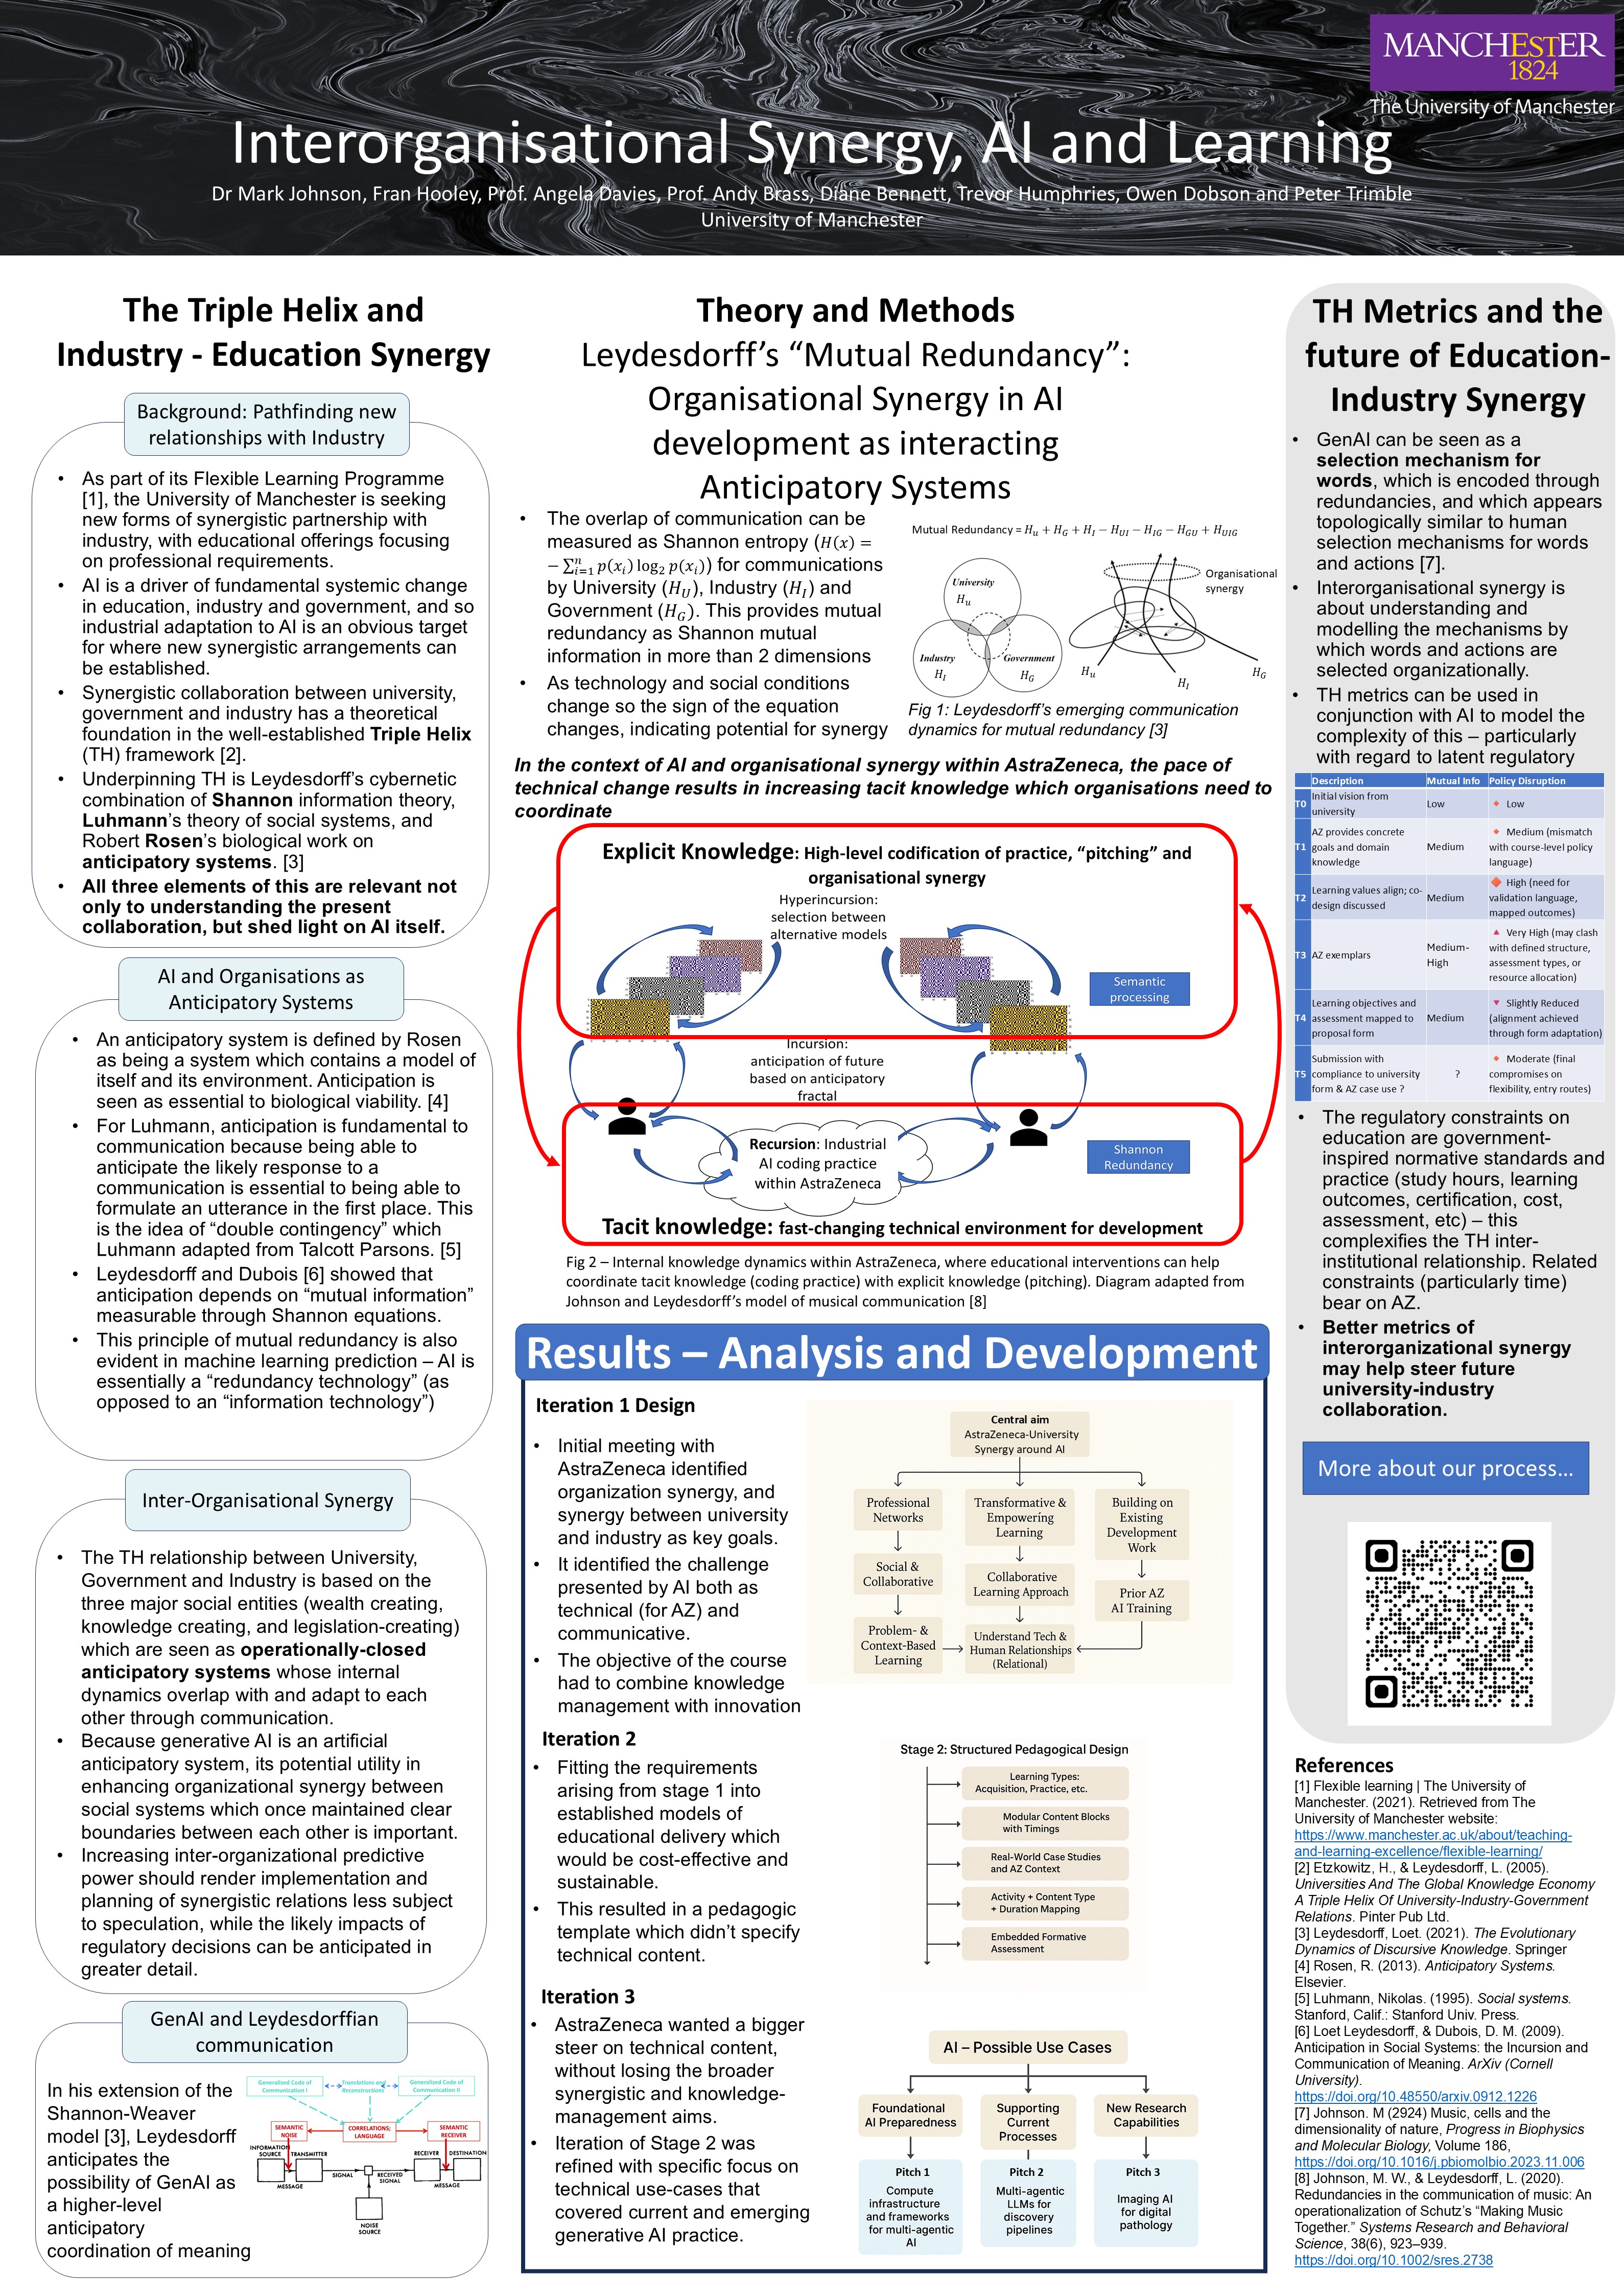 MANCHESTER
1824
The University of Manchester
Interorganisational Synergy, AI and Learning
Dr Mark Johnson, Fran Hooley, Prof. Angela Davies, Prof. Andy Brass, Diane Bennett, Trevor Humphries, Owen Dobson and Peter Trimble
University of Manchester
The Triple Helix and
Industry - Education Synergy
Background: Pathfinding new
relationships with Industry
• As part of its Flexible Learning Programme
[1], the University of Manchester is seeking
new forms of synergistic partnership with
industry, with educational offerings focusing
on professional requirements.
• AI is a driver of fundamental systemic change
in education, industry and government, and so
industrial adaptation to AI is an obvious target
for where new synergistic arrangements can
be established.
• Synergistic collaboration between university,
government and industry has a theoretical
foundation in the well-established Triple Helix
(TH) framework [2].
• Underpinning TH is Leydesdorff's cybernetic
combination of Shannon information theory,
Luhmann's theory of social systems, and
Robert Rosen's biological work on
anticipatory systems. [3]
• All three elements of this are relevant not
only to understanding the present
collaboration, but shed light on AI itself.
AI and Organisations as
Anticipatory Systems
• An anticipatory system is defined by Rosen
as being a system which contains a model of
itself and its environment. Anticipation is
seen as essential to biological viability. [4]
• For Luhmann, anticipation is fundamental to
communication because being able to
anticipate the likely response to a
communication is essential to being able to
formulate an utterance in the first place. This
is the idea of "double contingency" which
Luhmann adapted from Talcott Parsons. [5]
• Leydesdorff and Dubois [6] showed that
anticipation depends on "mutual information"
measurable through Shannon equations.
• This principle of mutual redundancy is also
evident in machine learning prediction – AI is
essentially a "redundancy technology" (as
opposed to an "information technology")
Inter-Organisational Synergy
• The TH relationship between University,
Government and Industry is based on the
three major social entities (wealth creating,
knowledge creating, and legislation-creating)
which are seen as operationally-closed
anticipatory systems whose internal
dynamics overlap with and adapt to each
other through communication.
• Because generative AI is an artificial
anticipatory system, its potential utility in
enhancing organizational synergy between
social systems which once maintained clear
boundaries between each other is important.
• Increasing inter-organizational predictive
power should render implementation and
planning of synergistic relations less subject
to speculation, while the likely impacts of
regulatory decisions can be anticipated in
greater detail.
GenAI and Leydesdorffian
communication
In his extension of the
Shannon-Weaver
model [3], Leydesdorff
anticipates the
possibility of GenAI as
a higher-level
anticipatory
coordination of meaning
Generalized Code of
Communication I
Translations and
Reconstructions
Generalized Code of
Communication II
SEMANTIC
NOISE
CORRELATIONS;
LANGUAGE
SEMANTIC
RECEIVER
INFORMATION
SOURCE
TRANSMITTER
RECEIVER
DESTINATION
SIGNAL
RECEIVED
SIGNAL
MESSAGE
MESSAGE
NOISE
SOURCE
Theory and Methods
Leydesdorff's "Mutual Redundancy":
Organisational Synergy in AI
development as interacting
Anticipatory Systems
• The overlap of communication can be
measured as Shannon entropy (H(x) =
− ∑ᵢ₌₁ⁿ p(xᵢ) log₂ p(xᵢ)) for communications
by University (H_U), Industry (H_I) and
Government (H_G). This provides mutual
redundancy as Shannon mutual
information in more than 2 dimensions
• As technology and social conditions
change so the sign of the equation
changes, indicating potential for synergy
Mutual Redundancy = H_u + H_G + H_I − H_UI − H_IG − H_GU + H_UIG
University
H_u
Industry
H_I
Government
H_G
Organisational
synergy
H_u
H_I
H_G
Fig 1: Leydesdorff's emerging communication
dynamics for mutual redundancy [3]
In the context of AI and organisational synergy within AstraZeneca, the pace of
technical change results in increasing tacit knowledge which organisations need to
coordinate
Explicit Knowledge: High-level codification of practice, "pitching" and
organisational synergy
Hyperincursion:
selection between
alternative models
Semantic
processing
Incursion:
anticipation of future
based on anticipatory
fractal
Recursion: Industrial
AI coding practice
within AstraZeneca
Shannon
Redundancy
Tacit knowledge: fast-changing technical environment for development
Fig 2 – Internal knowledge dynamics within AstraZeneca, where educational interventions can help
coordinate tacit knowledge (coding practice) with explicit knowledge (pitching). Diagram adapted from
Johnson and Leydesdorff's model of musical communication [8]
Results – Analysis and Development
Iteration 1 Design
• Initial meeting with
AstraZeneca identified
organization synergy, and
synergy between university
and industry as key goals.
• It identified the challenge
presented by AI both as
technical (for AZ) and
communicative.
• The objective of the course
had to combine knowledge
management with innovation
Central aim
AstraZeneca-University
Synergy around AI
Professional
Networks
Transformative &
Empoweríng
Learning
Building on
Existing
Development
Work
Social &
Collaborative
Collaborative
Learning Approach
Prior AZ
AI Training
Problem- &
Context-Based
Learning
Understand Tech &
Human Relationships
(Relational)
Iteration 2
• Fitting the requirements
arising from stage 1 into
established models of
educational delivery which
would be cost-effective and
sustainable.
• This resulted in a pedagogic
template which didn't specify
technical content.
Stage 2: Structured Pedagogical Design
Learning Types:
Acquisition, Practice, etc.
Modular Content Blocks
with Timings
Real-World Case Studies
and AZ Context
Activity + Content Type
+ Duration Mapping
Embedded Formative
Assessment
Iteration 3
• AstraZeneca wanted a bigger
steer on technical content,
without losing the broader
synergistic and knowledge-
management aims.
• Iteration of Stage 2 was
refined with specific focus on
technical use-cases that
covered current and emerging
generative AI practice.
AI – Possible Use Cases
Foundational
AI Preparedness
Supporting
Current
Processes
New Research
Capabilities
Pitch 1
Compute
infrastructure
and frameworks
for multi-agentic
AI
Pitch 2
Multi-agentic
LLMs for
discovery
pipelines
Pitch 3
Imaging AI
for digital
pathology
TH Metrics and the
future of Education-
Industry Synergy
• GenAI can be seen as a
selection mechanism for
words, which is encoded through
redundancies, and which appears
topologically similar to human
selection mechanisms for words
and actions [7].
• Interorganisational synergy is
about understanding and
modelling the mechanisms by
which words and actions are
selected organizationally.
• TH metrics can be used in
conjunction with AI to model the
complexity of this – particularly
with regard to latent regulatory
Description Mutual Info Policy Disruption
T0 Initial vision from university Low Low
T1 AZ provides concrete goals and domain knowledge Medium Medium (mismatch with course-level policy language)
T2 Learning values align; co-design discussed Medium High (need for validation language, mapped outcomes)
T3 AZ exemplars Medium-High Very High (may clash with defined structure, assessment types, or resource allocation)
T4 Learning objectives and assessment mapped to proposal form Medium Slightly Reduced (alignment achieved through form adaptation)
T5 Submission with compliance to university form & AZ case use ? ? Moderate (final compromises on flexibility, entry routes)
• The regulatory constraints on
education are government-
inspired normative standards and
practice (study hours, learning
outcomes, certification, cost,
assessment, etc) – this
complexifies the TH inter-
institutional relationship. Related
constraints (particularly time)
bear on AZ.
• Better metrics of
interorganizational synergy
may help steer future
university-industry
collaboration.
More about our process…
References
[1] Flexible learning | The University of
Manchester. (2021). Retrieved from The
University of Manchester website:
https://www.manchester.ac.uk/about/teaching-
and-learning-excellence/flexible-learning/
[2] Etzkowitz, H., & Leydesdorff, L. (2005).
Universities And The Global Knowledge Economy
A Triple Helix Of University-Industry-Government
Relations. Pinter Pub Ltd.
[3] Leydesdorff, Loet. (2021). The Evolutionary
Dynamics of Discursive Knowledge. Springer
[4] Rosen, R. (2013). Anticipatory Systems.
Elsevier.
[5] Luhmann, Nikolas. (1995). Social systems.
Stanford, Calif.: Stanford Univ. Press.
[6] Loet Leydesdorff, & Dubois, D. M. (2009).
Anticipation in Social Systems: the Incursion and
Communication of Meaning. ArXiv (Cornell
University).
https://doi.org/10.48550/arxiv.0912.1226
[7] Johnson. M (2924) Music, cells and the
dimensionality of nature, Progress in Biophysics
and Molecular Biology, Volume 186,
https://doi.org/10.1016/j.pbiomolbio.2023.11.006
[8] Johnson, M. W., & Leydesdorff, L. (2020).
Redundancies in the communication of music: An
operationalization of Schutz's "Making Music
Together." Systems Research and Behavioral
Science, 38(6), 923–939.
https://doi.org/10.1002/sres.2738